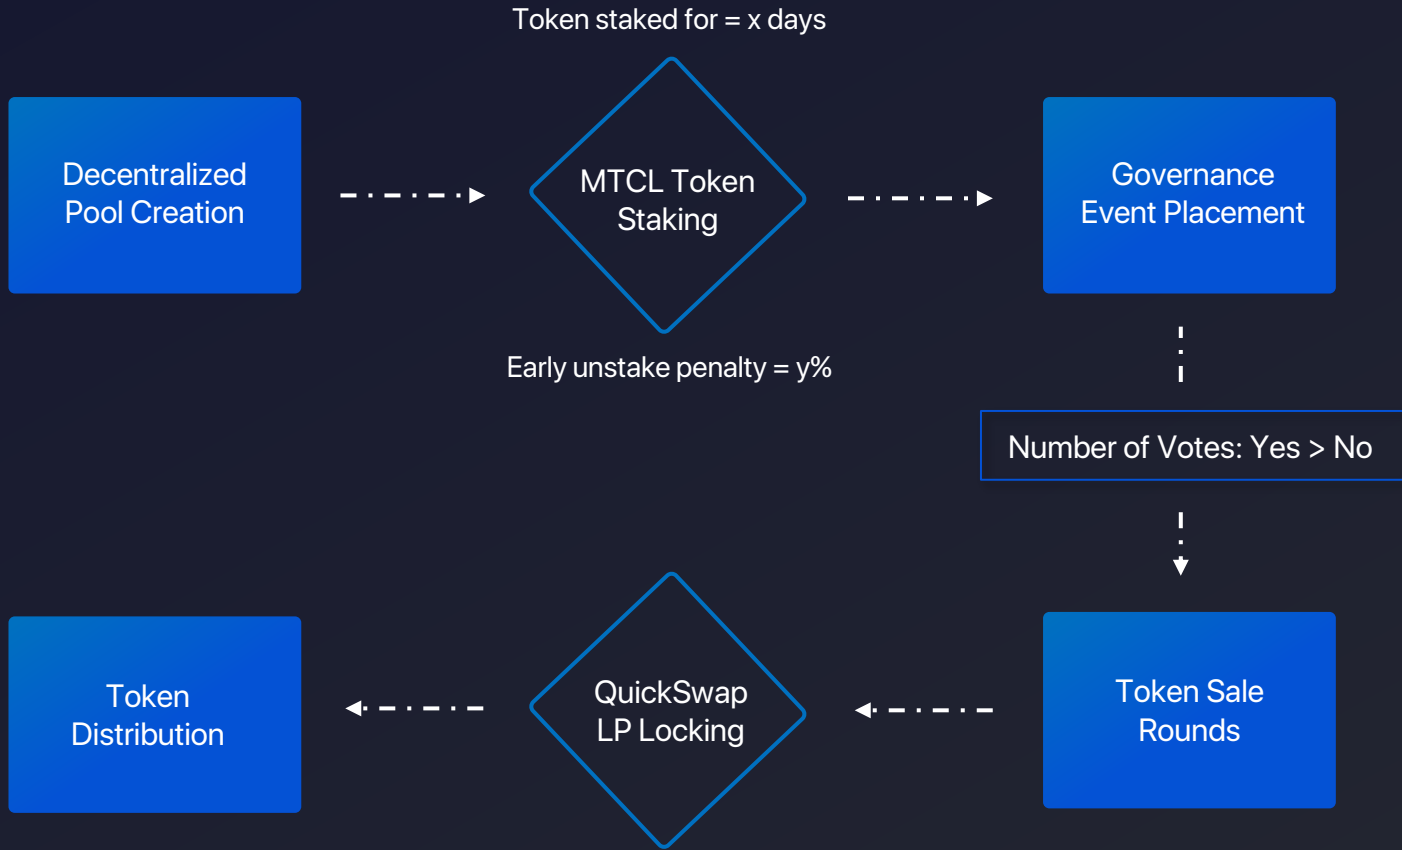 Token staked for = x days
Decentralized
Pool Creation
MTCL Token
Staking
Governance
Event Placement
Early unstake penalty = y%
Number of Votes: Yes > No
Token
Distribution
QuickSwap
LP Locking
Token Sale
Rounds